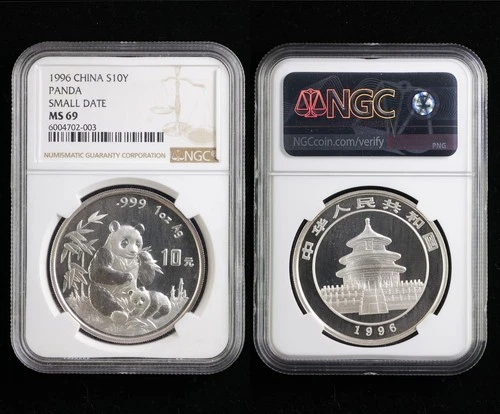 1996 CHINA S10Y
PANDA
SMALL DATE
MS 69
6004702-003
NUMISMATIC GUARANTY CORPORATION
NGC
.999 1oz Ag
10元
NGC
NGCcoin.com/verify
PNG
中华人民共和国
1996